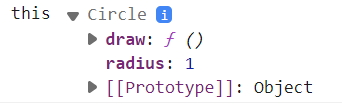 this ▼ Circle i
▶ draw: ƒ ()
radius: 1
▶ [[Prototype]]: Object